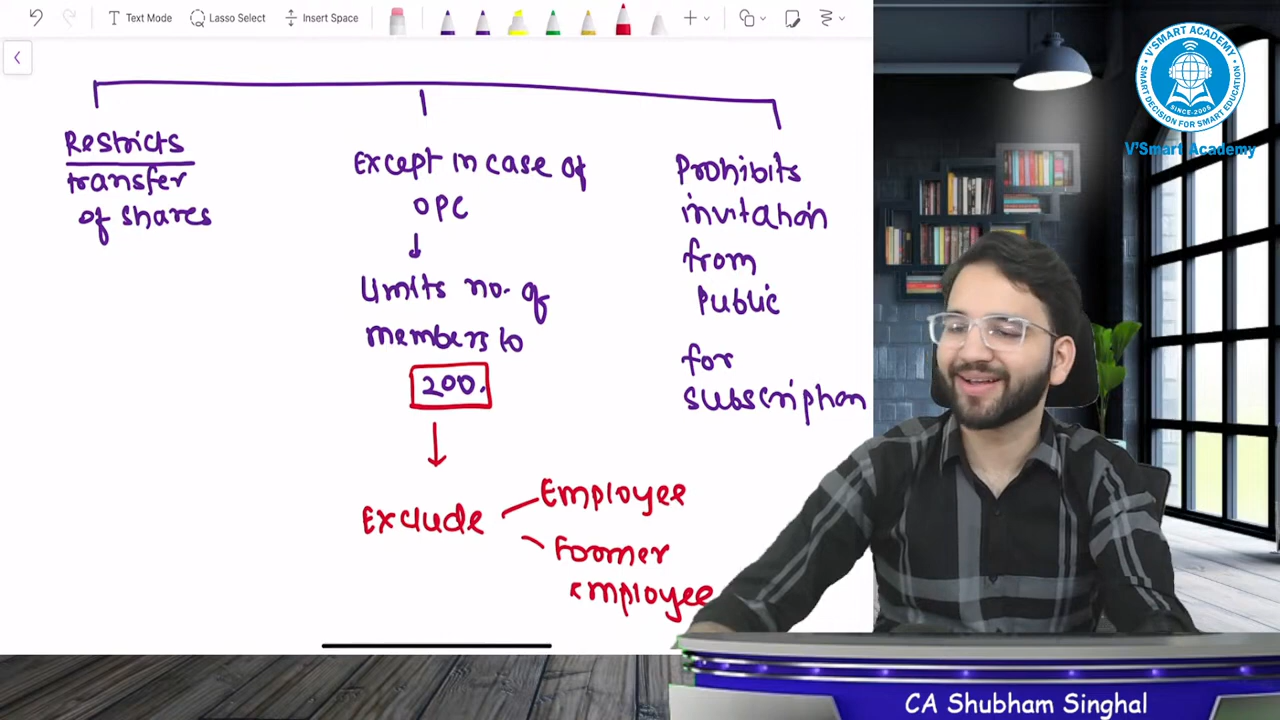 Text Mode
Lasso Select
Insert Space
Restricts
transfer
of shares
Except in case of
OPC
Limits no. of
members to
200.
Exclude
Employee
Former
employee
Prohibits
invitation
from
Public
for
subscription
V'SMART ACADEMY
SMART DECISION FOR SMART EDUCATION
SINCE-2005
V'Smart Academy
CA Shubham Singhal